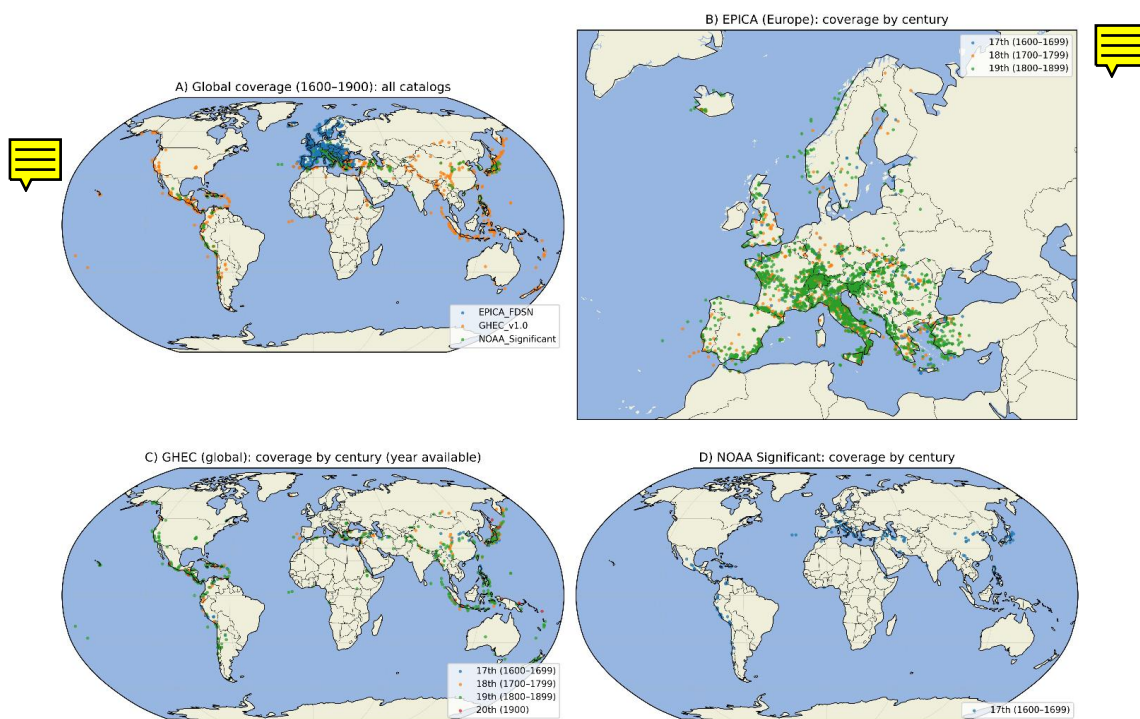 B) EPICA (Europe): coverage by century
17th (1600–1699)
18th (1700–1799)
19th (1800–1899)
A) Global coverage (1600–1900): all catalogs
EPICA_FDSN
GHEC_v1.0
NOAA_Significant
C) GHEC (global): coverage by century (year available)
17th (1600–1699)
18th (1700–1799)
19th (1800–1899)
20th (1900)
D) NOAA Significant: coverage by century
17th (1600–1699)